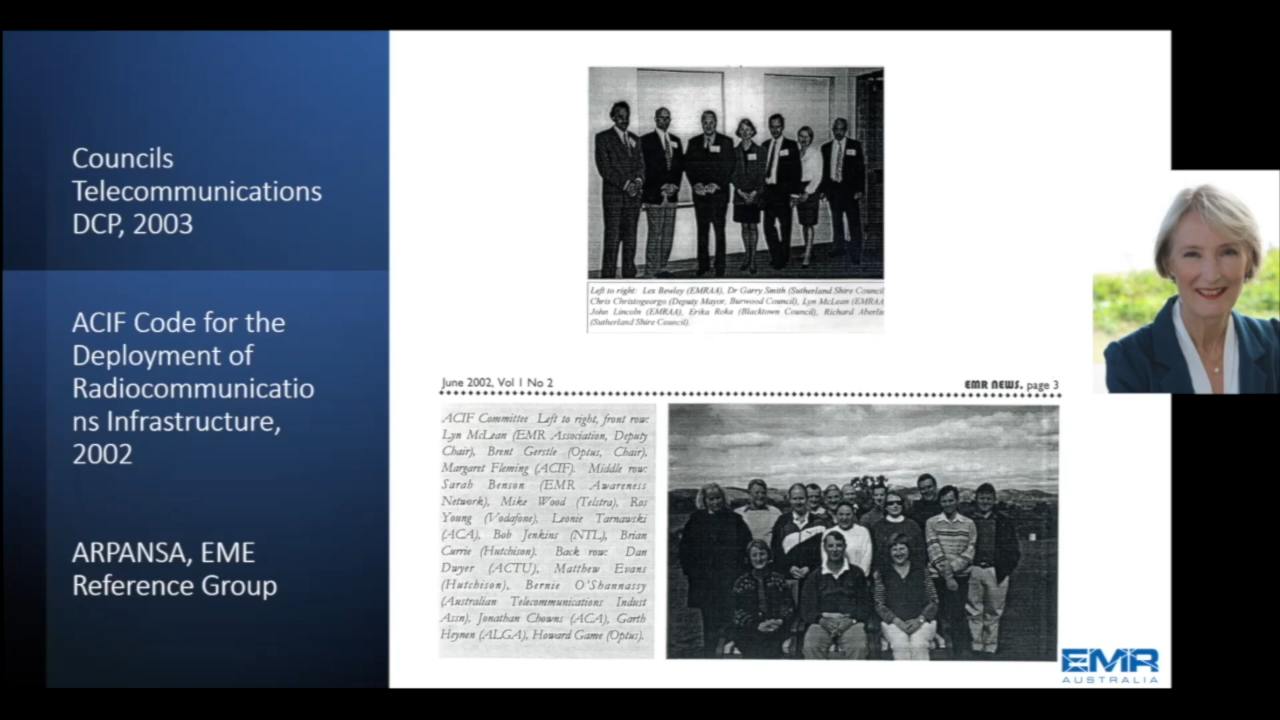 Councils
Telecommunications
DCP, 2003
ACIF Code for the
Deployment of
Radiocommunicatio
ns Infrastructure,
2002
ARPANSA, EME
Reference Group
Left to right: Lex Bewley (EMRAA), Dr Garry Smith (Sutherland Shire Council
Chris Christogeorgo (Deputy Mayor, Burwood Council), Lyn McLean (EMRAA
John Lincoln (EMRAA), Erika Roka (Blacktown Council), Richard Aberlin
(Sutherland Shire Council).
June 2002, Vol 1 No 2
EMR NEWS, page 3
ACIF Committee Left to right, front row:
Lyn McLean (EMR Association, Deputy
Chair), Brent Gerstle (Optus, Chair),
Margaret Fleming (ACIF). Middle row:
Sarah Benson (EMR Awareness
Network), Mike Wood (Telstra), Ros
Young (Vodafone), Leonie Tarnawski
(ACA), Bob Jenkins (NTL), Brian
Currie (Hutchison). Back row: Dan
Dwyer (ACTU), Matthew Evans
(Hutchison), Bernie O'Shannassy
(Australian Telecommunications Indust
Assn), Jonathan Chowns (ACA), Garth
Heynen (ALGA), Howard Game (Optus).
EMR
AUSTRALIA